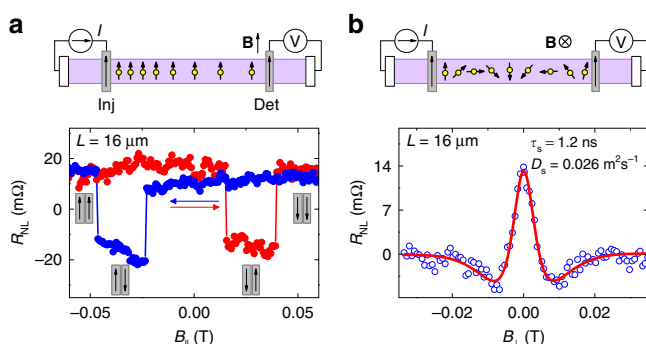 a
I
B
V
Inj
Det
L = 16 μm
20
0
−20
R_NL (mΩ)
−0.05
0.00
0.05
B_|| (T)
b
I
B⊗
V
L = 16 μm
τ_s = 1.2 ns
D_s = 0.026 m²s⁻¹
14
7
0
R_NL (mΩ)
−0.02
0.00
0.02
B_⊥ (T)